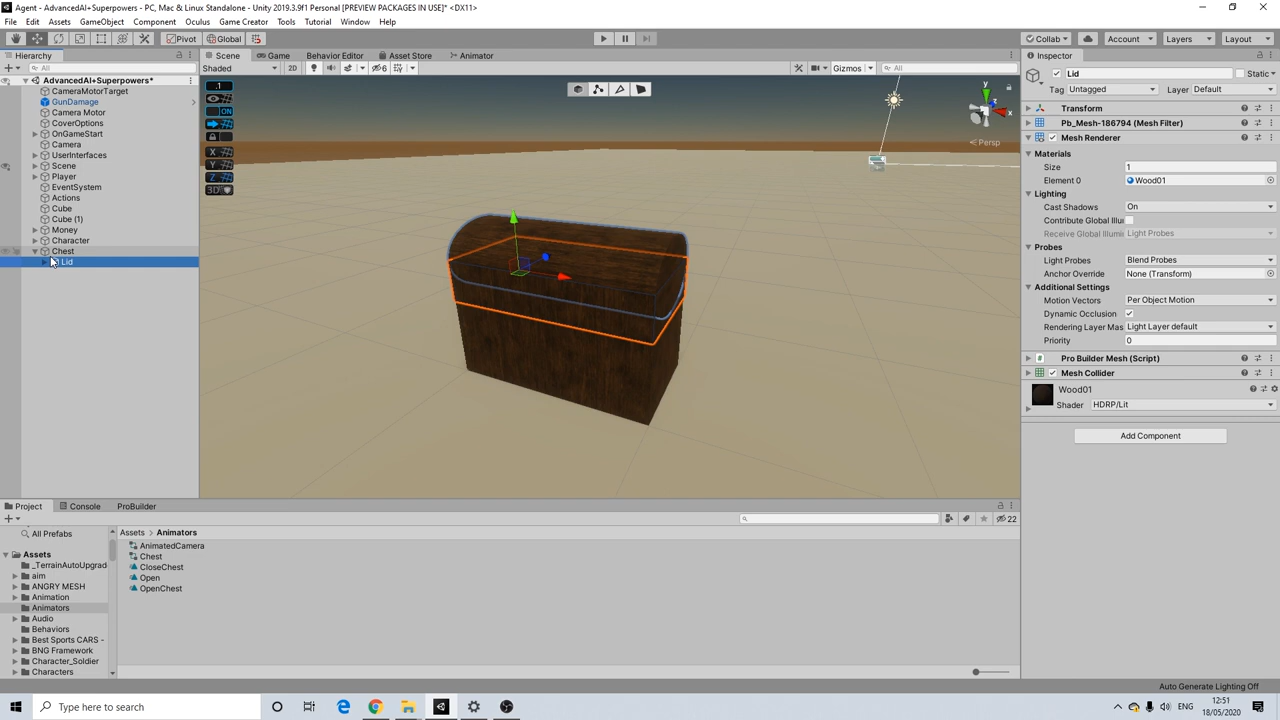 Agent - AdvancedAI+Superpowers - PC, Mac & Linux Standalone - Unity 2019.3.9f1 Personal [PREVIEW PACKAGES IN USE]* <DX11>
File Edit Assets GameObject Component Oculus Game Creator Tools Tutorial Window Help
Pivot Global Collab Account Layers Layout
Hierarchy Scene Game Behavior Editor Asset Store Animator Inspector
All Shaded 2D 6 Gizmos All Lid Static
AdvancedAI+Superpowers* Tag Untagged Layer Default
CameraMotorTarget
GunDamage
Camera Motor
CoverOptions
OnGameStart
Camera
UserInterfaces
Scene
Player
EventSystem
Actions
Cube
Cube (1)
Money
Character
Chest
Lid
.1
ON
X
Y
Z
3D
y
x
Persp
Transform
Pb_Mesh-186794 (Mesh Filter)
Mesh Renderer
Materials
Size 1
Element 0 Wood01
Lighting
Cast Shadows On
Contribute Global Illumi
Receive Global Illumin Light Probes
Probes
Light Probes Blend Probes
Anchor Override None (Transform)
Additional Settings
Motion Vectors Per Object Motion
Dynamic Occlusion
Rendering Layer Mas Light Layer default
Priority 0
Pro Builder Mesh (Script)
Mesh Collider
Wood01
Shader HDRP/Lit
Add Component
Project Console ProBuilder
22
All Prefabs
Assets
_TerrainAutoUpgrad
aim
ANGRY MESH
Animation
Animators
Audio
Behaviors
Best Sports CARS -
BNG Framework
Character_Soldier
Characters
Assets > Animators
AnimatedCamera
Chest
CloseChest
Open
OpenChest
Auto Generate Lighting Off
Type here to search
12:51
18/05/2020